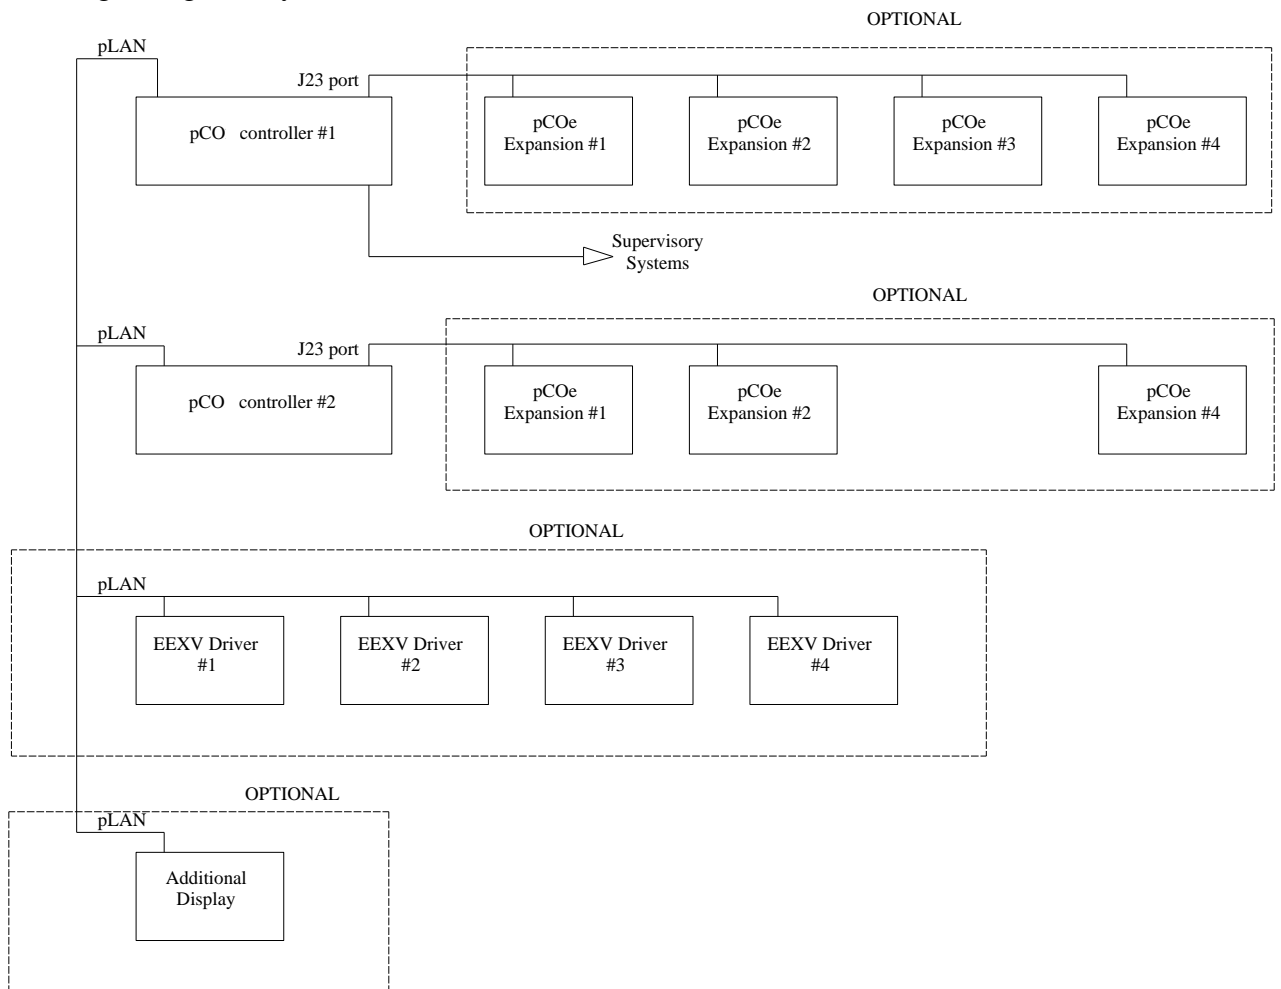 OPTIONAL
pLAN
J23 port
pCO controller #1
pCOe
Expansion #1
pCOe
Expansion #2
pCOe
Expansion #3
pCOe
Expansion #4
Supervisory
Systems
OPTIONAL
pLAN
J23 port
pCO controller #2
pCOe
Expansion #1
pCOe
Expansion #2
pCOe
Expansion #4
OPTIONAL
pLAN
EEXV Driver
#1
EEXV Driver
#2
EEXV Driver
#3
EEXV Driver
#4
OPTIONAL
pLAN
Additional
Display